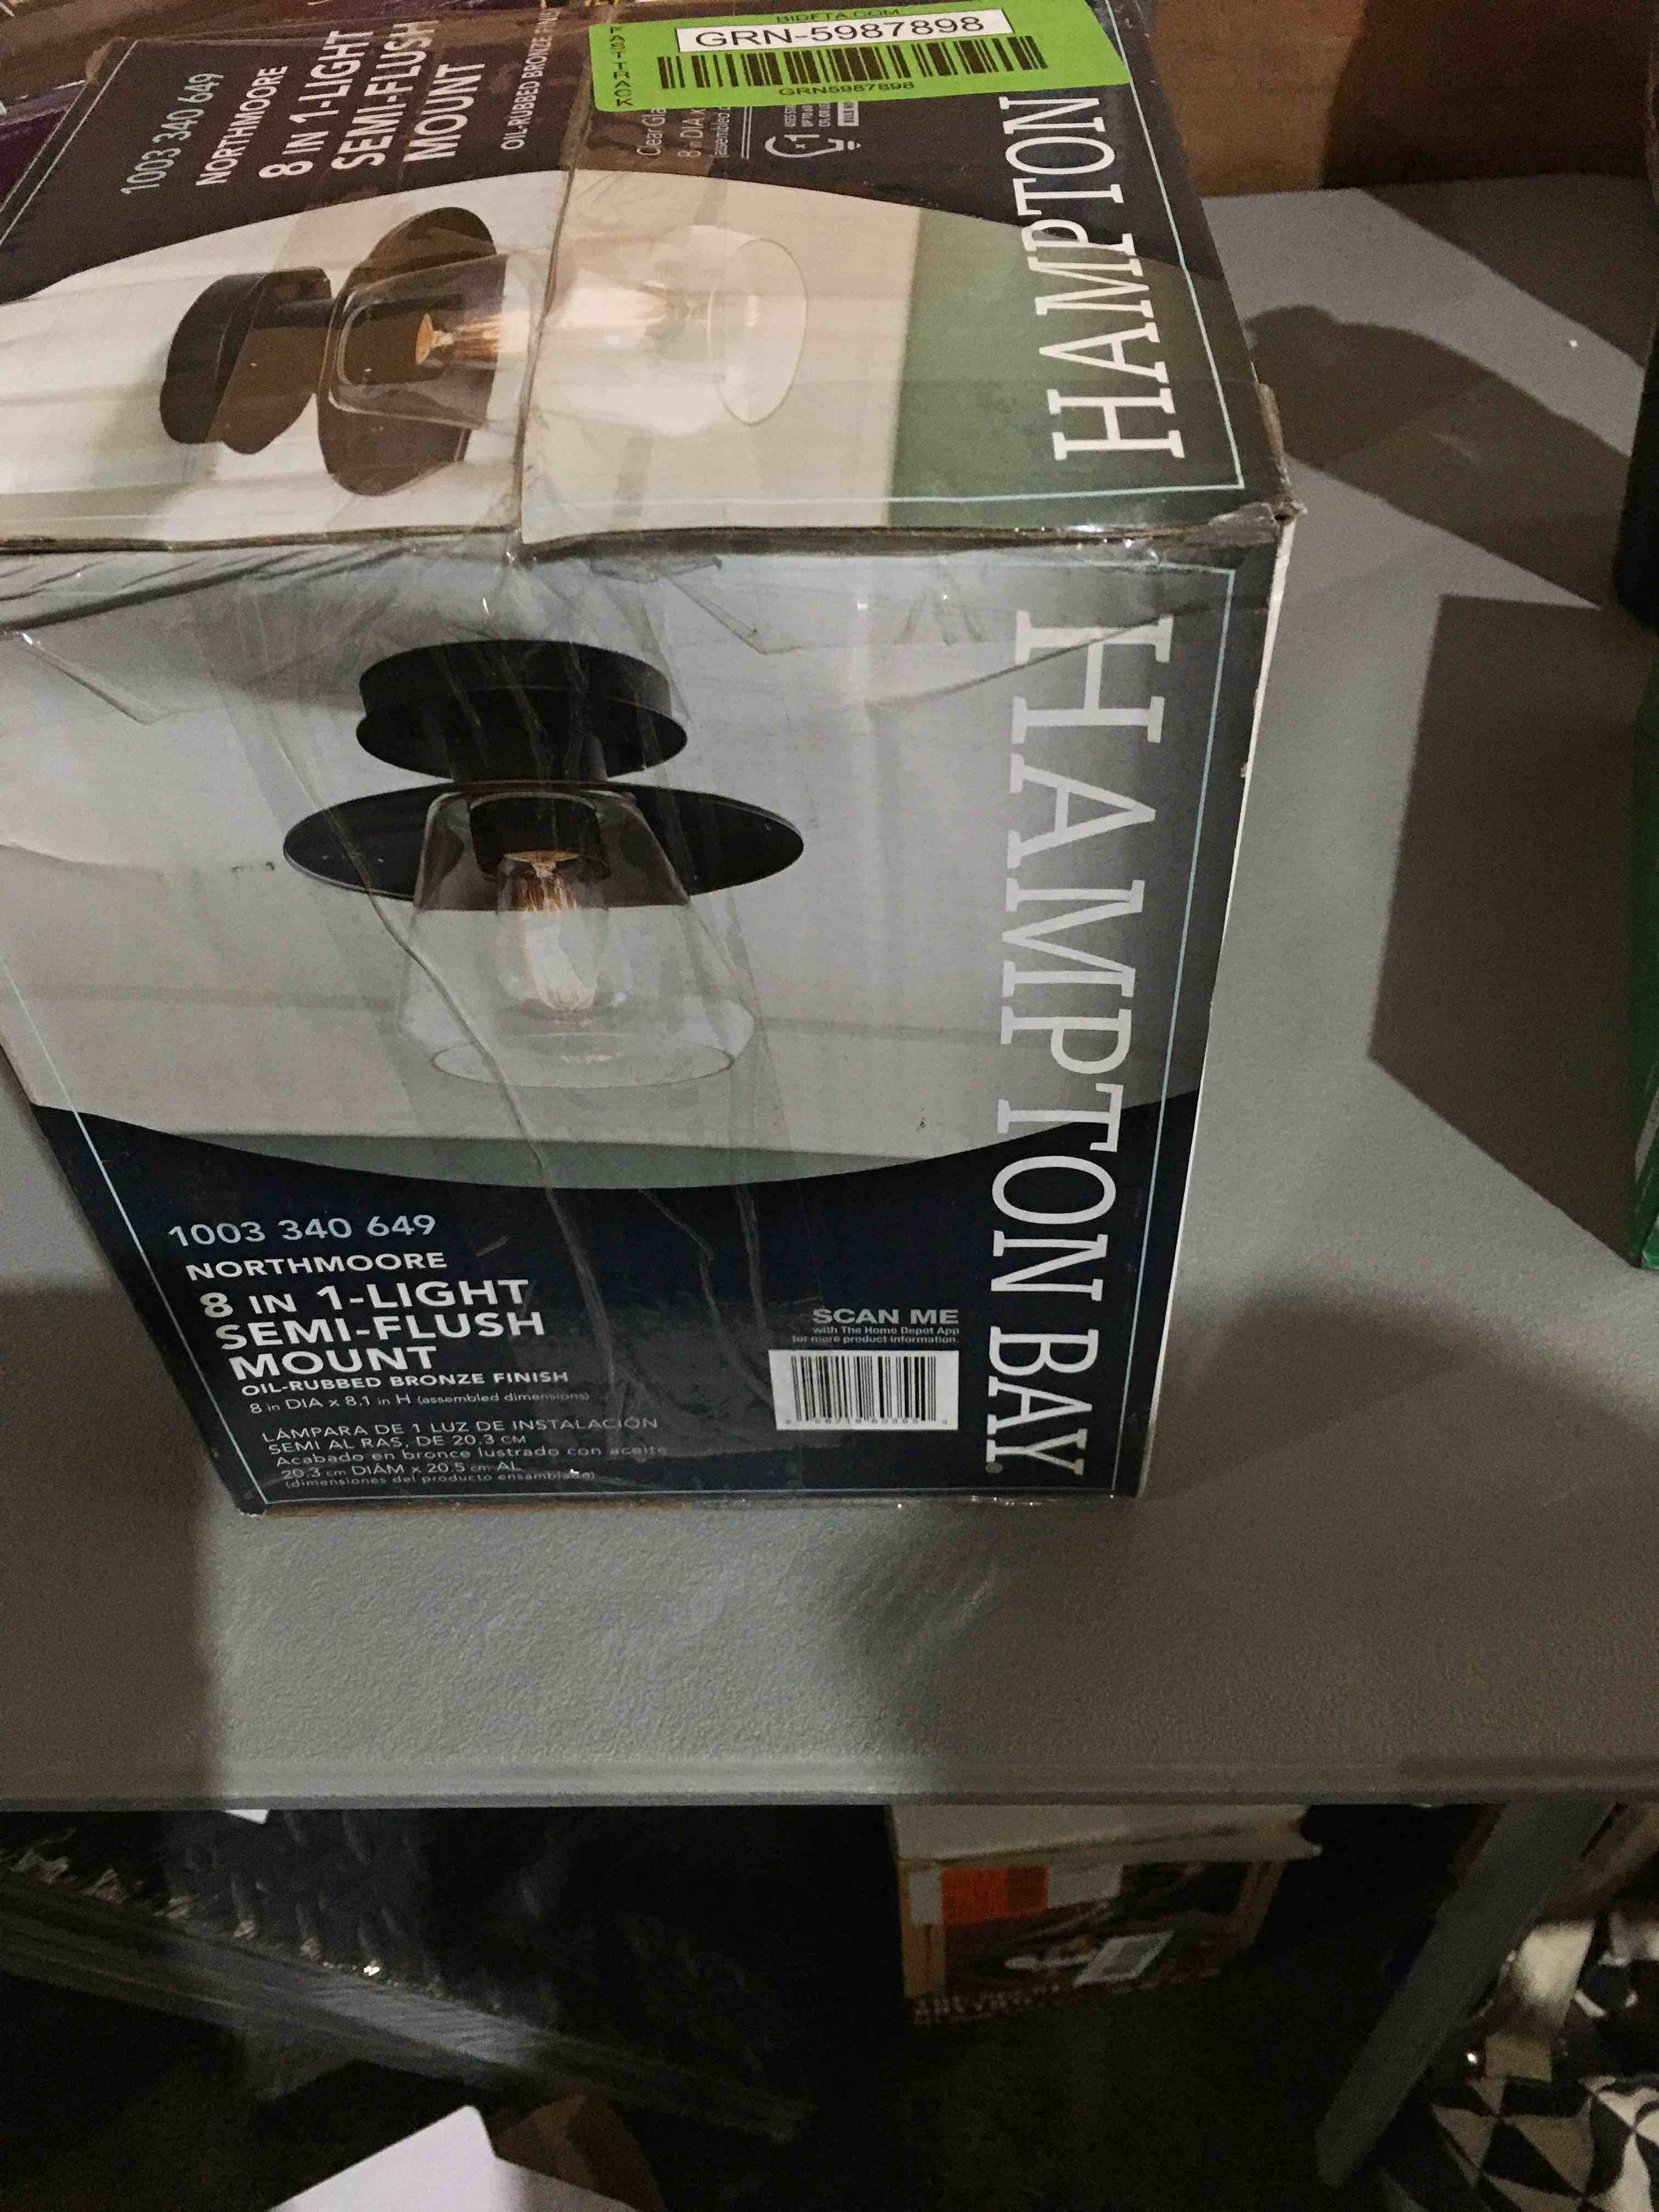 BIDFTA.COM
GRN-5987898
FAST TRACK
GRN5987898
1003 340 649
NORTHMOORE
8 IN 1-LIGHT
SEMI-FLUSH
MOUNT
OIL-RUBBED BRONZE
Clear
8 in DIA x
HAMPTON
HAMPTON BAY®
1003 340 649
NORTHMOORE
8 IN 1-LIGHT
SEMI-FLUSH
MOUNT
OIL-RUBBED BRONZE FINISH
8 in DIA x 8.1 in H (assembled dimensions)
LÁMPARA DE 1 LUZ DE INSTALACIÓN
SEMI AL RAS, DE 20.3 CM
Acabado en bronce lustrado con aceite
20.3 cm DIÁM x 20.5 cm AL
(dimensiones del producto ensamblado)
SCAN ME
with The Home Depot App
for more product information.